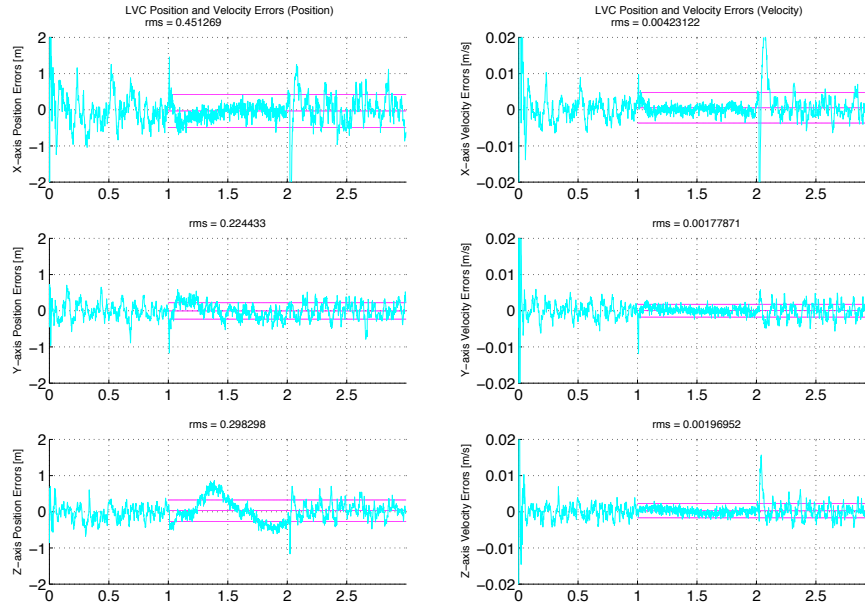 LVC Position and Velocity Errors (Position)
rms = 0.451269
X-axis Position Errors [m]
2
1
0
−1
−2
0 0.5 1 1.5 2 2.5
LVC Position and Velocity Errors (Velocity)
rms = 0.00423122
X-axis Velocity Errors [m/s]
0.02
0.01
0
−0.01
−0.02
0 0.5 1 1.5 2 2.5
rms = 0.224433
Y-axis Position Errors [m]
2
1
0
−1
−2
0 0.5 1 1.5 2 2.5
rms = 0.00177871
Y-axis Velocity Errors [m/s]
0.02
0.01
0
−0.01
−0.02
0 0.5 1 1.5 2 2.5
rms = 0.298298
Z-axis Position Errors [m]
2
1
0
−1
−2
0 0.5 1 1.5 2 2.5
rms = 0.00196952
Z-axis Velocity Errors [m/s]
0.02
0.01
0
−0.01
−0.02
0 0.5 1 1.5 2 2.5